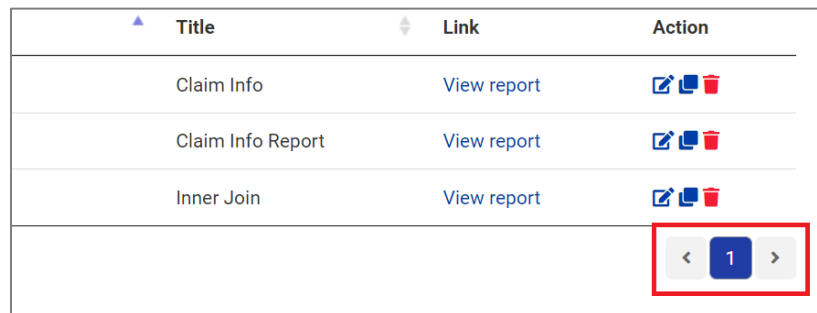 Title Link Action
Claim Info View report
Claim Info Report View report
Inner Join View report
1